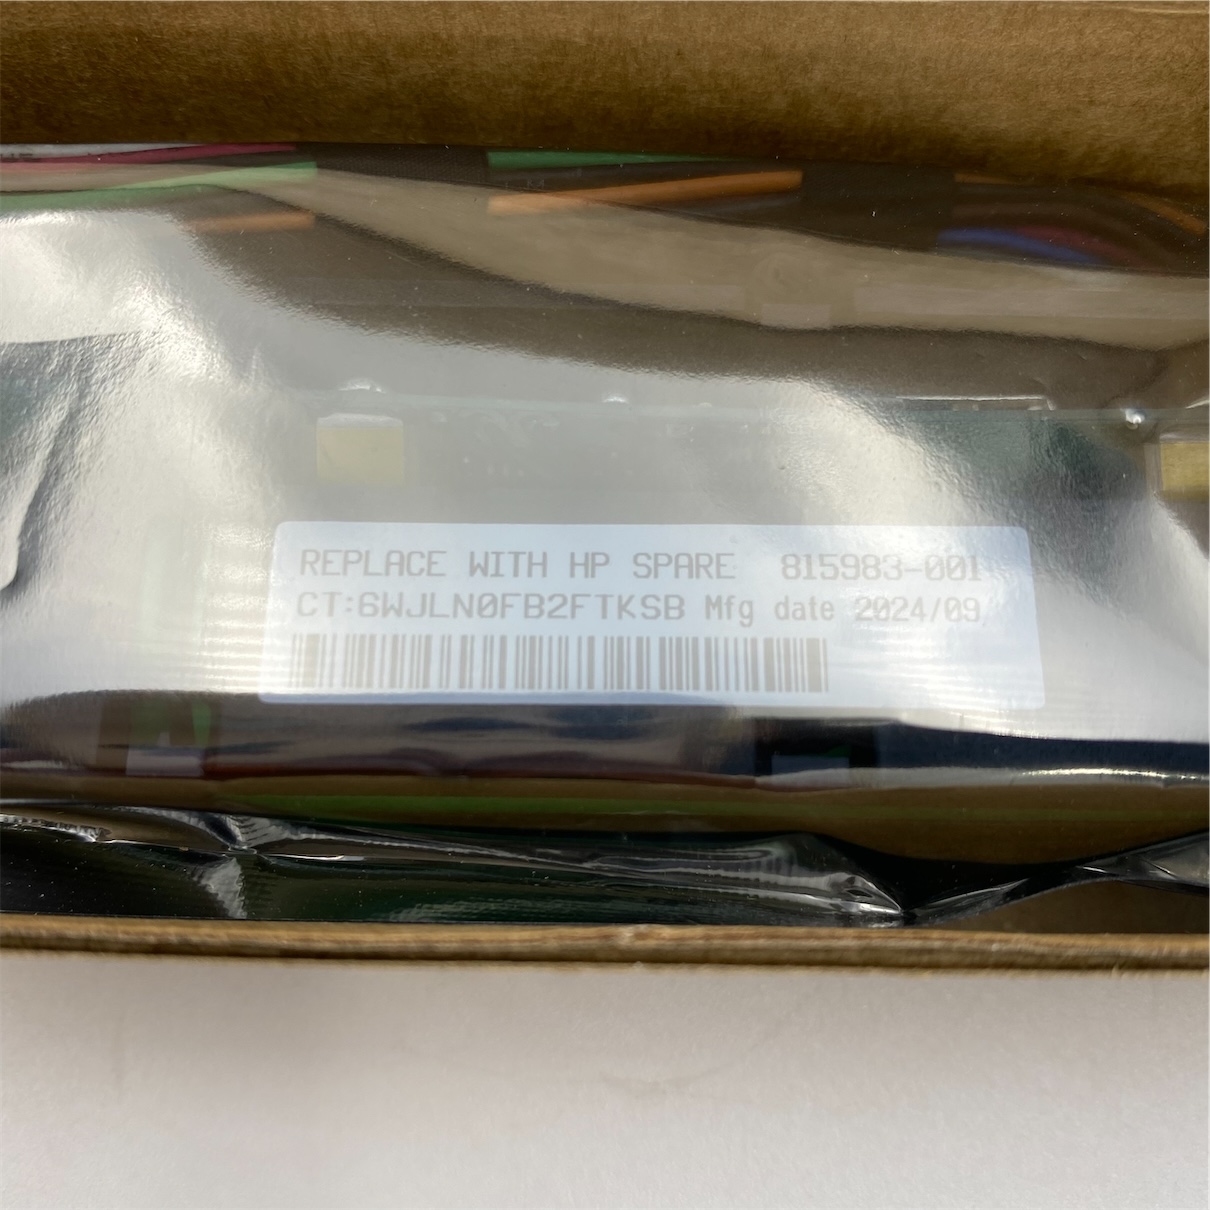 REPLACE WITH HP SPARE 815983-001
CT:6WJLN0FB2FTKSB Mfg date 2024/09